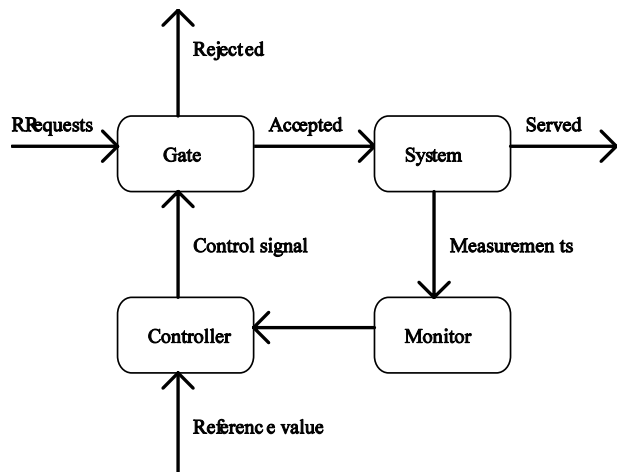 Rejected
RRequests
Accepted
Served
Gate
System
Control signal
Measuremen ts
Controller
Monitor
Referenc e value